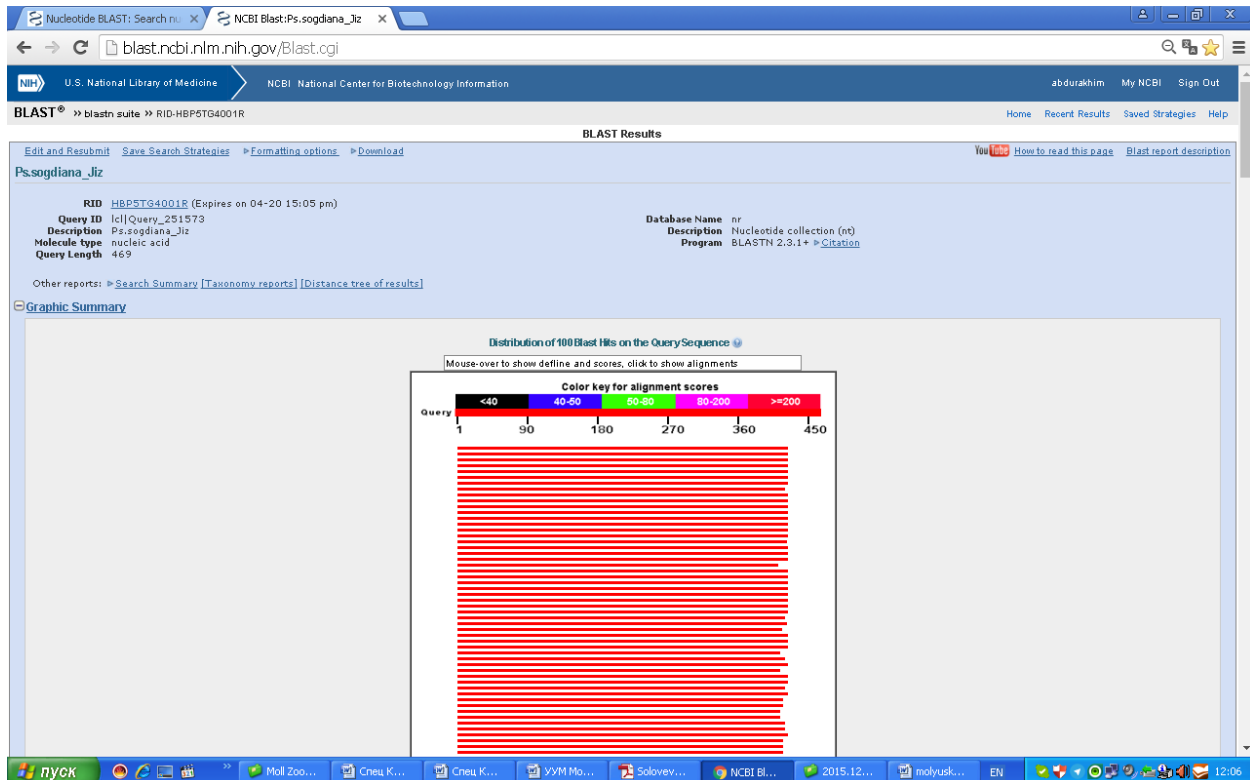 Nucleotide BLAST: Search nu
NCBI Blast:Ps.sogdiana_Jiz
blast.ncbi.nlm.nih.gov/Blast.cgi
NIH U.S. National Library of Medicine NCBI National Center for Biotechnology Information abdurakhim My NCBI Sign Out
BLAST® » blastn suite » RID-HBP5TG4001R Home Recent Results Saved Strategies Help
BLAST Results
Edit and Resubmit Save Search Strategies Formatting options Download YouTube How to read this page Blast report description
Ps.sogdiana_Jiz
RID HBP5TG4001R (Expires on 04-20 15:05 pm)
Query ID lcl|Query_251573 Database Name nr
Description Ps.sogdiana_Jiz Description Nucleotide collection (nt)
Molecule type nucleic acid Program BLASTN 2.3.1+ Citation
Query Length 469
Other reports: Search Summary [Taxonomy reports] [Distance tree of results]
Graphic Summary
Distribution of 100 Blast Hits on the Query Sequence
Mouse-over to show defline and scores, click to show alignments
Color key for alignment scores
<40 40-50 50-80 80-200 >=200
Query
1 90 180 270 360 450
пуск Moll Zoo... Спец К... Спец К... УУМ Мо... Solovev... NCBI Bl... 2015.12... molyusk... EN 12:06